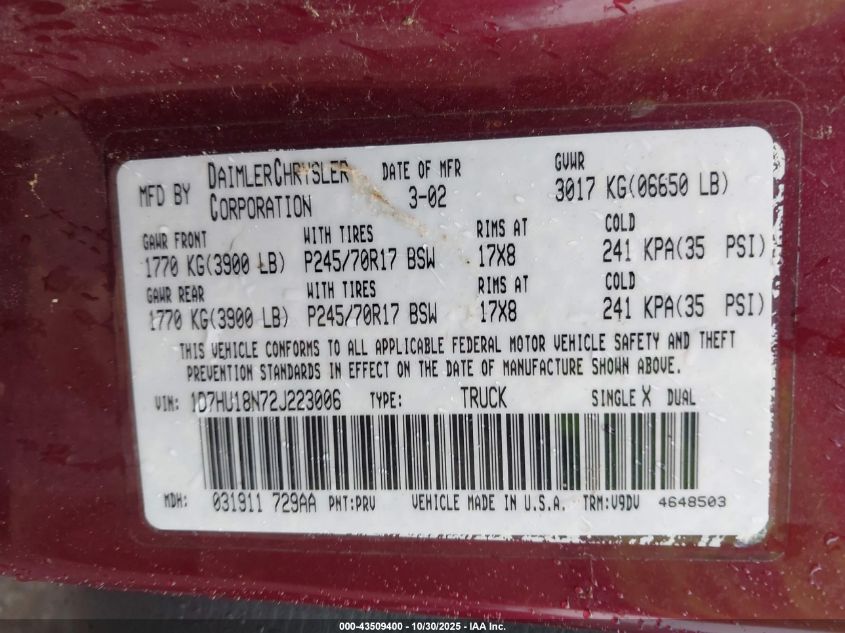 MFD BY DAIMLERCHRYSLER CORPORATION DATE OF MFR 3-02 GVWR 3017 KG(06650 LB)
GAWR FRONT WITH TIRES RIMS AT COLD
1770 KG(3900 LB) P245/70R17 BSW 17X8 241 KPA(35 PSI)
GAWR REAR WITH TIRES RIMS AT COLD
1770 KG(3900 LB) P245/70R17 BSW 17X8 241 KPA(35 PSI)
THIS VEHICLE CONFORMS TO ALL APPLICABLE FEDERAL MOTOR VEHICLE SAFETY AND THEFT
PREVENTION STANDARDS IN EFFECT ON THE DATE OF MANUFACTURE SHOWN ABOVE.
VIN: 1D7HU18N72J223006 TYPE: TRUCK SINGLE X DUAL
MDH: 031911 729AA PNT:PRV VEHICLE MADE IN U.S.A. TRM:V9DV 4648503
000-43509400 - 10/30/2025 - IAA Inc.